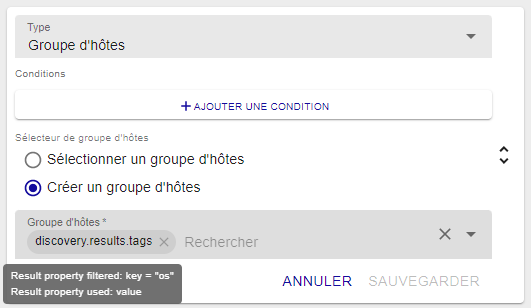 Type
Groupe d'hôtes
Conditions
+ AJOUTER UNE CONDITION
Sélecteur de groupe d'hôtes
Sélectionner un groupe d'hôtes
Créer un groupe d'hôtes
Groupe d'hôtes *
discovery.results.tags
Rechercher
Result property filtered: key = "os"
Result property used: value
ANNULER
SAUVEGARDER